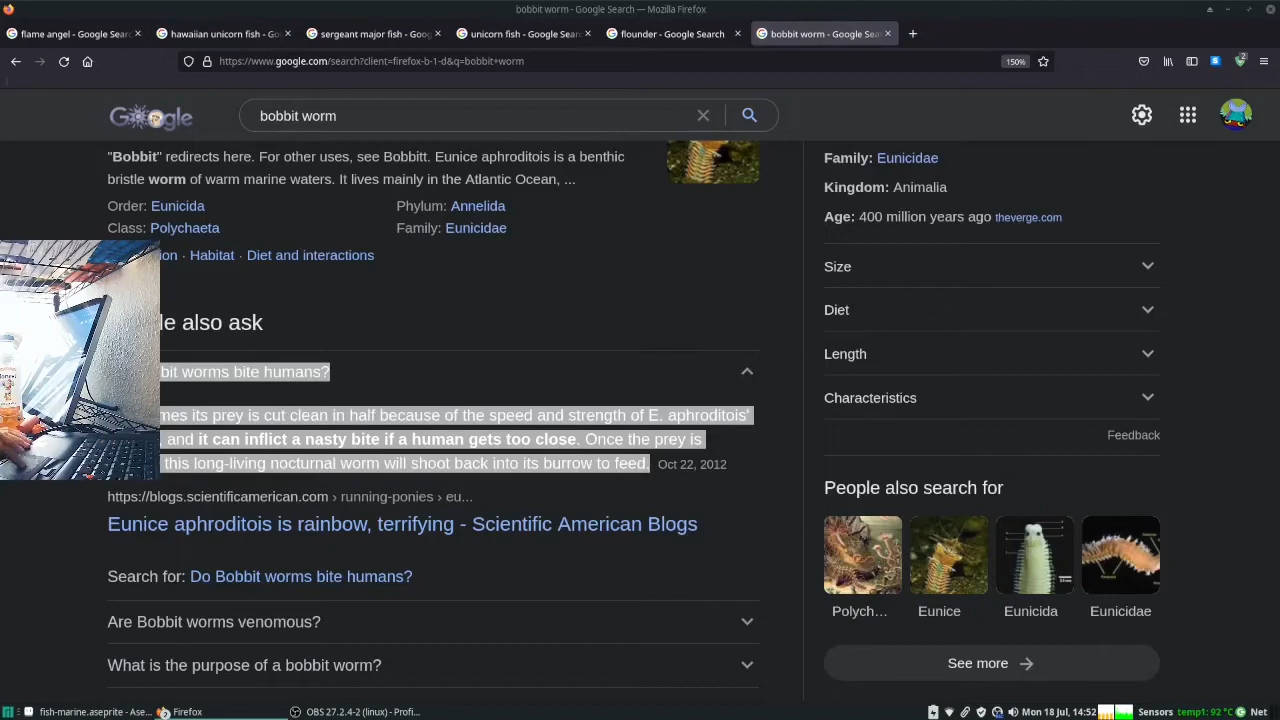 bobbit worm - Google Search — Mozilla Firefox
flame angel - Google Searc
hawaiian unicorn fish - Go
sergeant major fish - Goog
unicorn fish - Google Sear
flounder - Google Search
bobbit worm - Google Sea
https://www.google.com/search?client=firefox-b-1-d&q=bobbit+worm
150%
2
Google
bobbit worm
"Bobbit" redirects here. For other uses, see Bobbitt. Eunice aphroditois is a benthic
bristle worm of warm marine waters. It lives mainly in the Atlantic Ocean, ...
Order: Eunicida
Phylum: Annelida
Class: Polychaeta
Family: Eunicidae
ion · Habitat · Diet and interactions
le also ask
bit worms bite humans?
mes its prey is cut clean in half because of the speed and strength of E. aphroditois'
, and it can inflict a nasty bite if a human gets too close. Once the prey is
this long-living nocturnal worm will shoot back into its burrow to feed. Oct 22, 2012
https://blogs.scientificamerican.com › running-ponies › eu...
Eunice aphroditois is rainbow, terrifying - Scientific American Blogs
Search for: Do Bobbit worms bite humans?
Are Bobbit worms venomous?
What is the purpose of a bobbit worm?
Family: Eunicidae
Kingdom: Animalia
Age: 400 million years ago theverge.com
Size
Diet
Length
Characteristics
Feedback
People also search for
Polych...
Eunice
Eunicida
Eunicidae
See more
fish-marine.aseprite - Ase...
Firefox
OBS 27.2.4-2 (linux) - Profi...
Mon 18 Jul, 14:52
Sensors temp1: 92 °C
Net